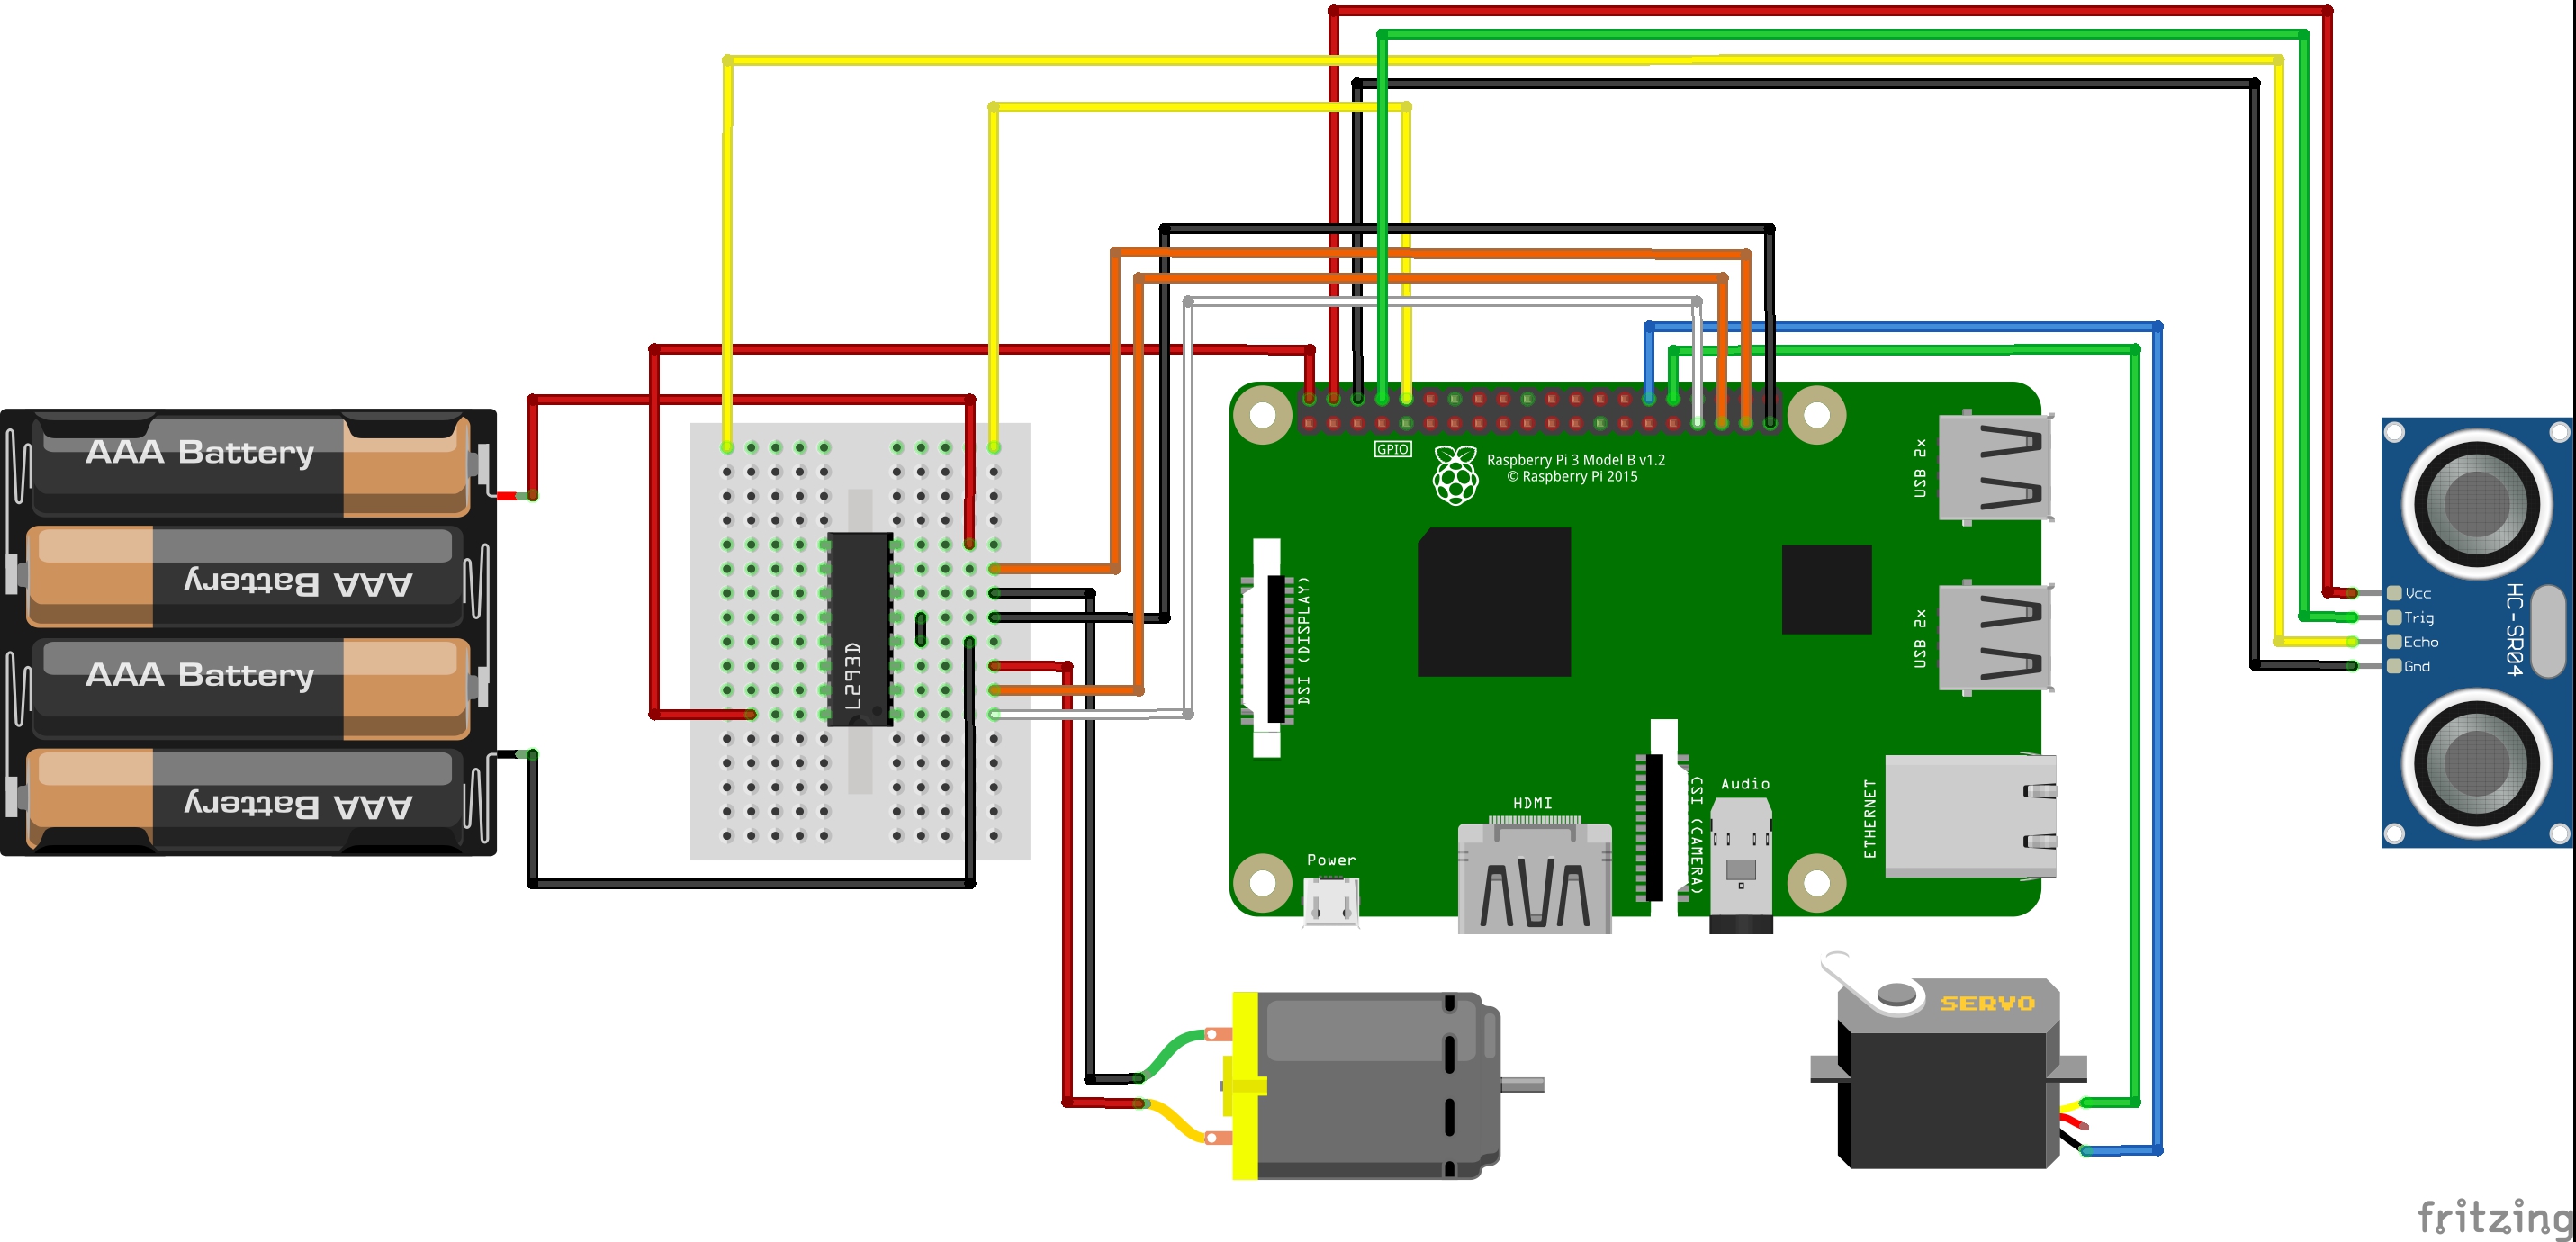 AAA Battery
AAA Battery
AAA Battery
AAA Battery
L293D
GPIO
Raspberry Pi 3 Model B v1.2
© Raspberry Pi 2015
DSI (DISPLAY)
USB 2x
USB 2x
ETHERNET
HDMI
CSI (CAMERA)
Audio
Power
Vcc
Trig
Echo
Gnd
HC-SR04
SERVO
fritzing